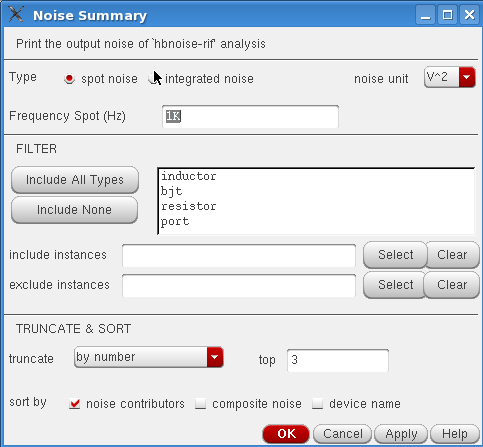 Noise Summary
Print the output noise of `hbnoise-rif' analysis
Type spot noise integrated noise noise unit V^2
Frequency Spot (Hz) 1K
FILTER
Include All Types
Include None
inductor
bjt
resistor
port
include instances Select Clear
exclude instances Select Clear
TRUNCATE & SORT
truncate by number top 3
sort by noise contributors composite noise device name
OK Cancel Apply Help